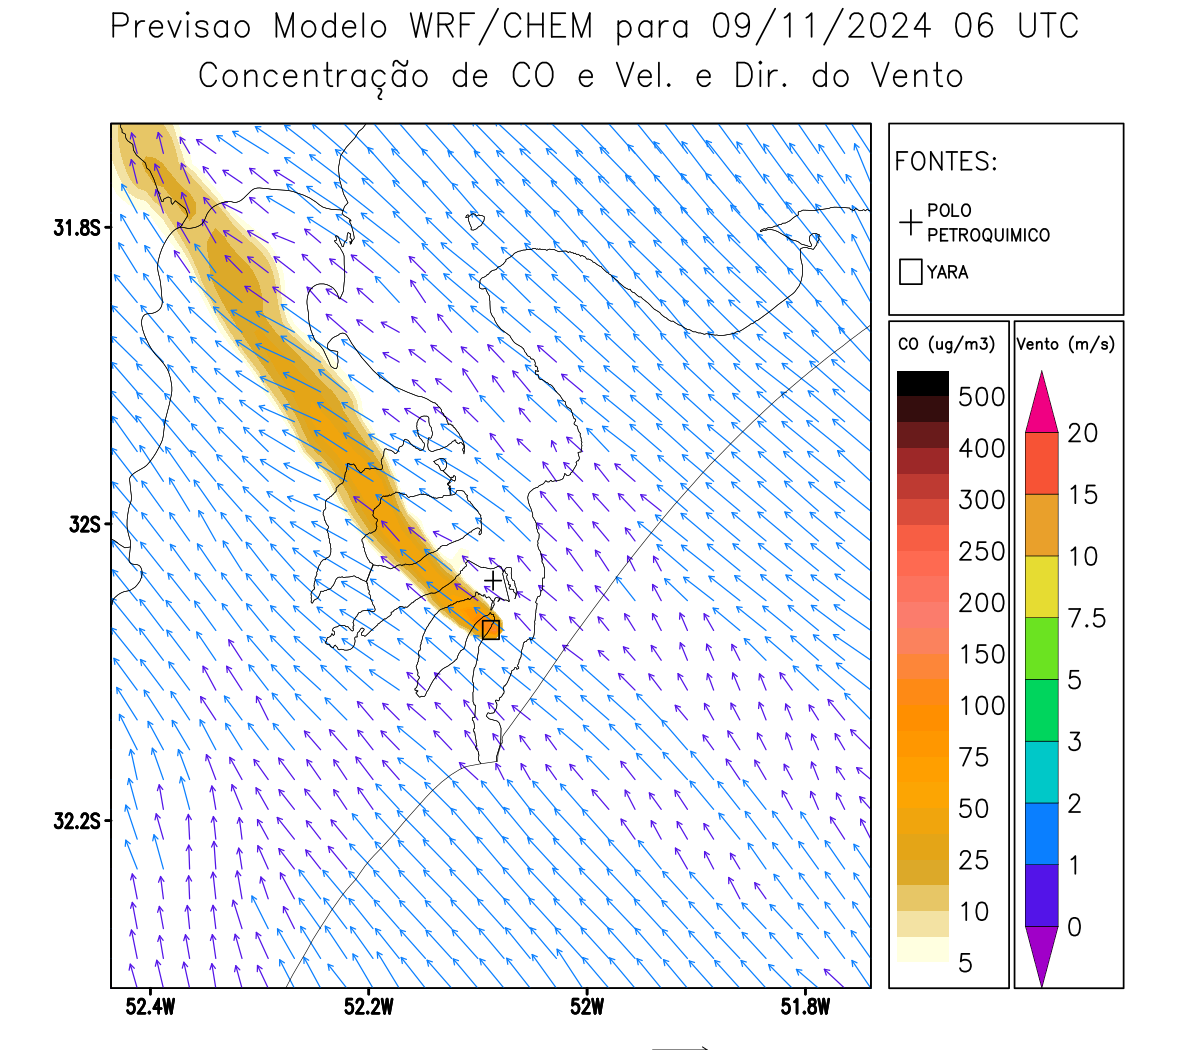 Previsao Modelo WRF/CHEM para 09/11/2024 06 UTC
Concentração de CO e Vel. e Dir. do Vento
FONTES:
POLO
PETROQUIMICO
YARA
CO (ug/m3)
500
400
300
250
200
150
100
75
50
25
10
5
Vento (m/s)
20
15
10
7.5
5
3
2
1
0
31.8S
32S
32.2S
52.4W
52.2W
52W
51.8W